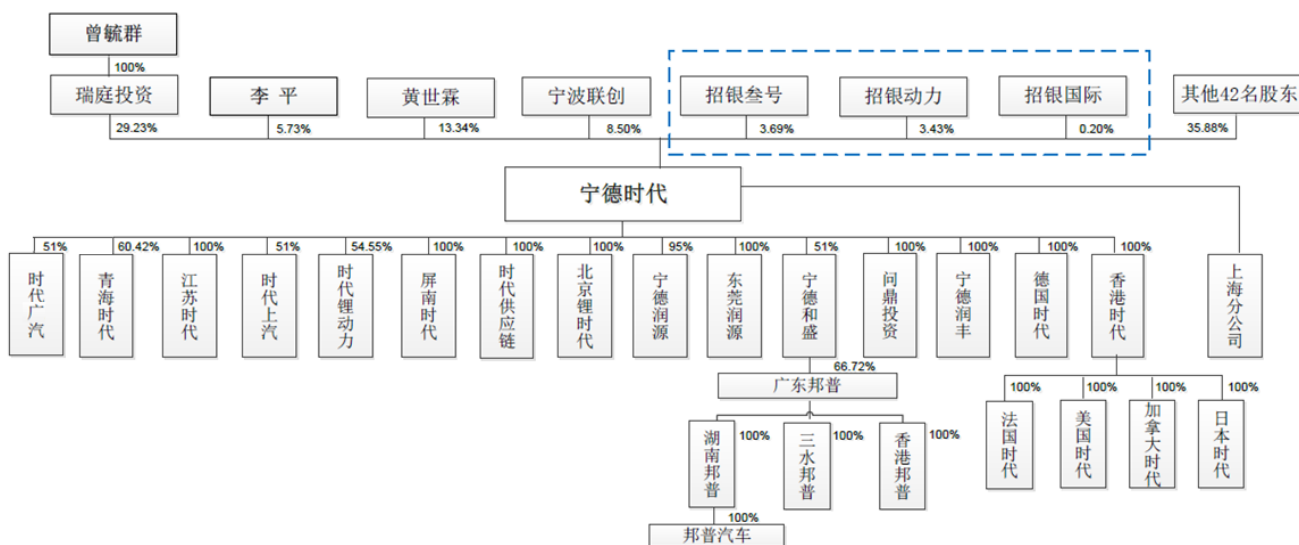 曾毓群
100%
瑞庭投资
李 平
黄世霖
宁波联创
招银叁号
招银动力
招银国际
其他42名股东
29.23%
5.73%
13.34%
8.50%
3.69%
3.43%
0.20%
35.88%
宁德时代
51%
60.42%
100%
51%
54.55%
100%
100%
100%
95%
100%
51%
100%
100%
100%
100%
时代广汽
青海时代
江苏时代
时代上汽
时代锂动力
屏南时代
时代供应链
北京锂时代
宁德润源
东莞润源
宁德和盛
问鼎投资
宁德润丰
德国时代
香港时代
上海分公司
66.72%
广东邦普
100%
100%
100%
100%
法国时代
美国时代
加拿大时代
日本时代
湖南邦普
100%
三水邦普
100%
香港邦普
100%
100%
邦普汽车